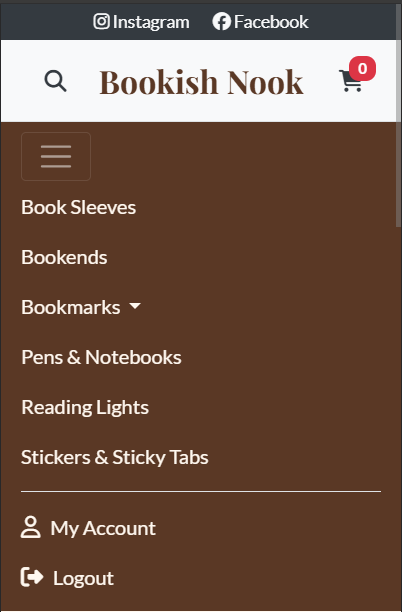 Instagram Facebook
Bookish Nook 0
Book Sleeves
Bookends
Bookmarks
Pens & Notebooks
Reading Lights
Stickers & Sticky Tabs
My Account
Logout